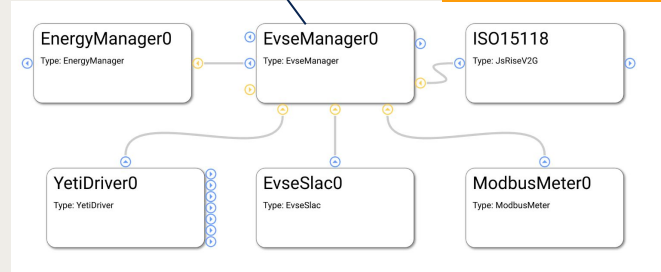 EnergyManager0
Type: EnergyManager
EvseManager0
Type: EvseManager
ISO15118
Type: JsRiseV2G
YetiDriver0
Type: YetiDriver
EvseSlac0
Type: EvseSlac
ModbusMeter0
Type: ModbusMeter